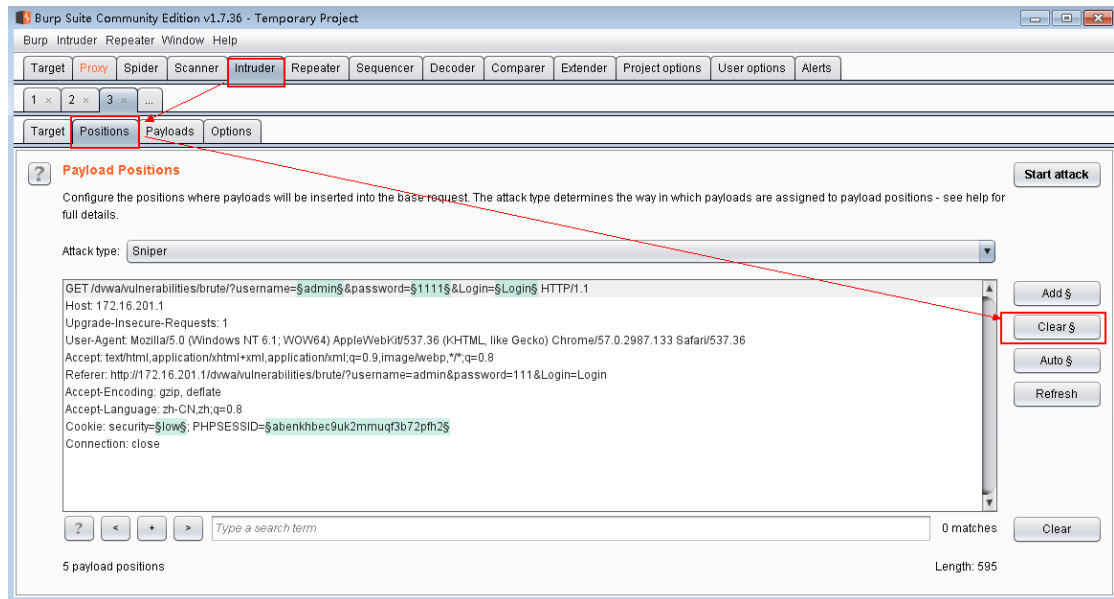 Burp Suite Community Edition v1.7.36 - Temporary Project
Burp Intruder Repeater Window Help
Target Proxy Spider Scanner Intruder Repeater Sequencer Decoder Comparer Extender Project options User options Alerts
1 × 2 × 3 × ...
Target Positions Payloads Options
? Payload Positions
Start attack
Configure the positions where payloads will be inserted into the base request. The attack type determines the way in which payloads are assigned to payload positions - see help for
full details.
Attack type: Sniper
GET /dvwa/vulnerabilities/brute/?username=§admin§&password=§1111§&Login=§Login§ HTTP/1.1
Host: 172.16.201.1
Upgrade-Insecure-Requests: 1
User-Agent: Mozilla/5.0 (Windows NT 6.1; WOW64) AppleWebKit/537.36 (KHTML, like Gecko) Chrome/57.0.2987.133 Safari/537.36
Accept: text/html,application/xhtml+xml,application/xml;q=0.9,image/webp,*/*;q=0.8
Referer: http://172.16.201.1/dvwa/vulnerabilities/brute/?username=admin&password=111&Login=Login
Accept-Encoding: gzip, deflate
Accept-Language: zh-CN,zh;q=0.8
Cookie: security=§low§; PHPSESSID=§abenkhbec9uk2mmuqf3b72pfh2§
Connection: close
Add §
Clear §
Auto §
Refresh
? < + > Type a search term 0 matches Clear
5 payload positions Length: 595